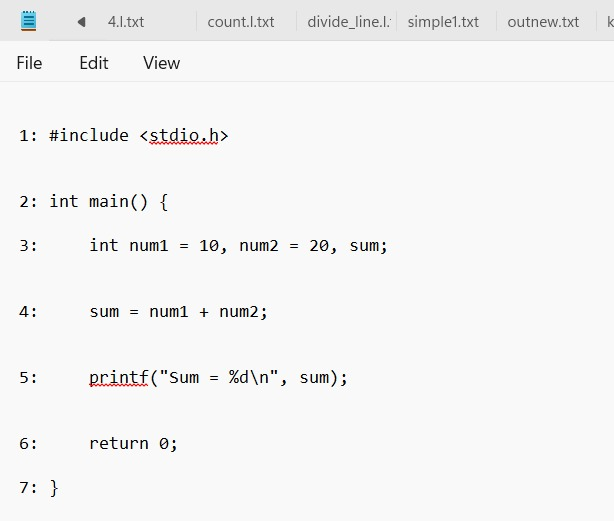 4.l.txt count.l.txt divide_line.l. simple1.txt outnew.txt k
File Edit View
1: #include <stdio.h>
2: int main() {
3:     int num1 = 10, num2 = 20, sum;
4:     sum = num1 + num2;
5:     printf("Sum = %d\n", sum);
6:     return 0;
7: }